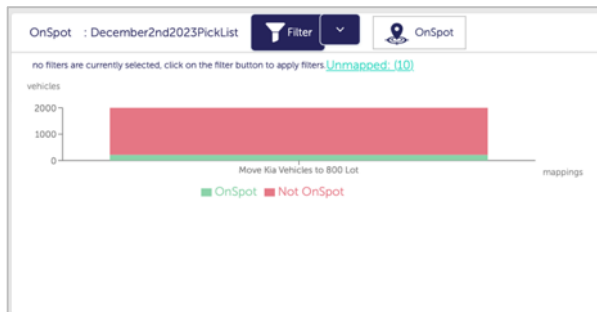 OnSpot : December2nd2023PickList Filter OnSpot
no filters are currently selected, click on the filter button to apply filters. Unmapped: (10)
vehicles
2000
1000
0
Move Kia Vehicles to 800 Lot
mappings
OnSpot Not OnSpot